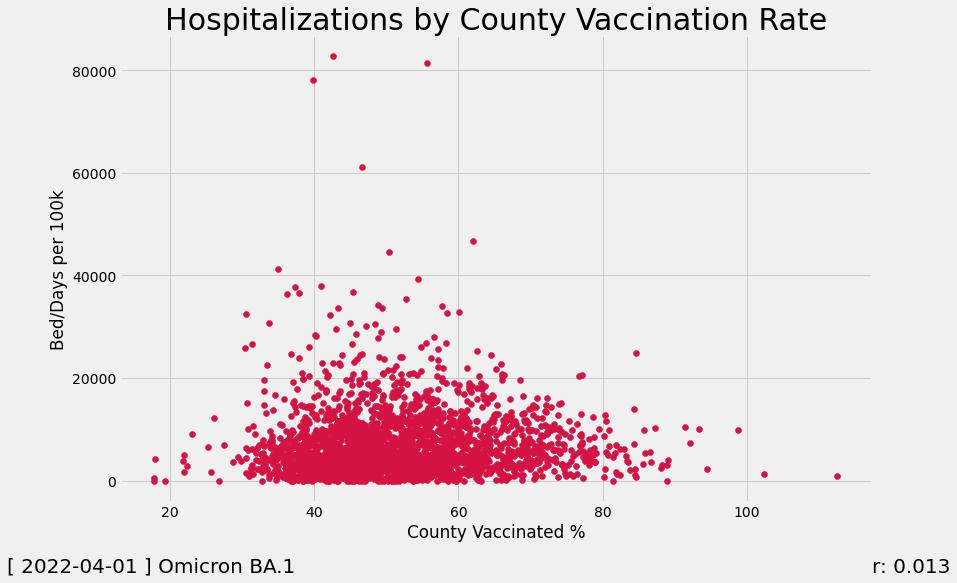 Hospitalizations by County Vaccination Rate
80000
60000
40000
20000
0
Bed/Days per 100k
20 40 60 80 100
County Vaccinated %
[ 2022-04-01 ] Omicron BA.1 r: 0.013